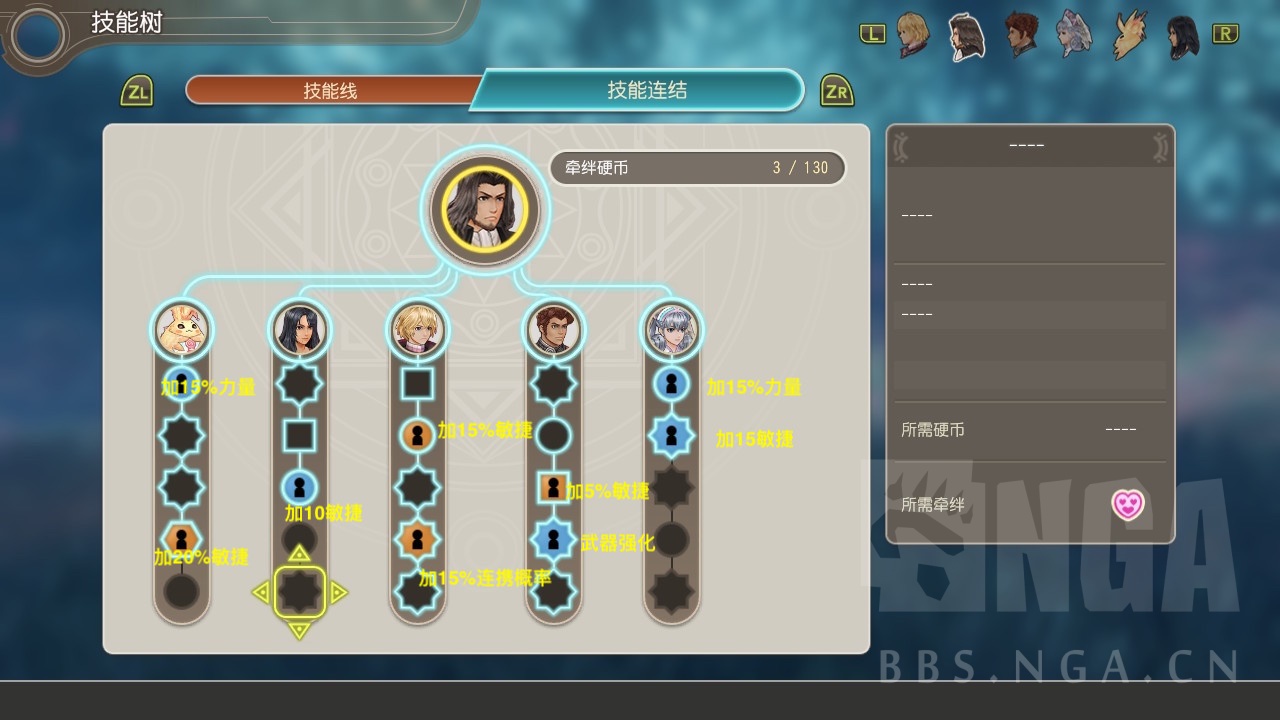 技能树
L
R
ZL
技能线
技能连结
ZR
牵绊硬币 3 / 130
----
----
----
----
加15%力量
加15%力量
加15%敏捷
加15敏捷
加5%敏捷
加10敏捷
武器强化
加20%敏捷
加15%连携概率
所需硬币 ----
所需牵绊
NGA
BBS.NGA.CN